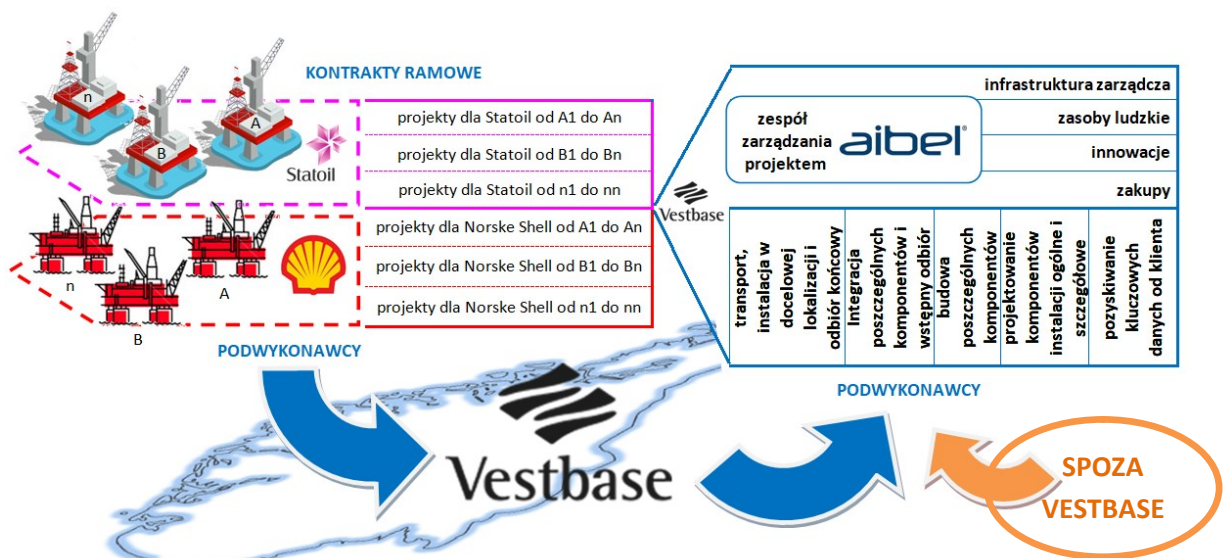 KONTRAKTY RAMOWE
n
A
B
Statoil
projekty dla Statoil od A1 do An
projekty dla Statoil od B1 do Bn
projekty dla Statoil od n1 do nn
n
A
B
projekty dla Norske Shell od A1 do An
projekty dla Norske Shell od B1 do Bn
projekty dla Norske Shell od n1 do nn
Vestbase
zespół
zarządzania
projektem
aibel
infrastruktura zarządcza
zasoby ludzkie
innowacje
zakupy
transport,
instalacja w
docelowej
lokalizacji i
odbiór końcowy
Integracja
poszczególnych
komponentów i
wstępny odbiór
budowa
poszczególnych
komponentów
projektowanie
komponentów
instalacji ogólne i
szczegółowe
pozyskiwanie
kluczowych
danych od klienta
PODWYKONAWCY
Vestbase
PODWYKONAWCY
SPOZA
VESTBASE